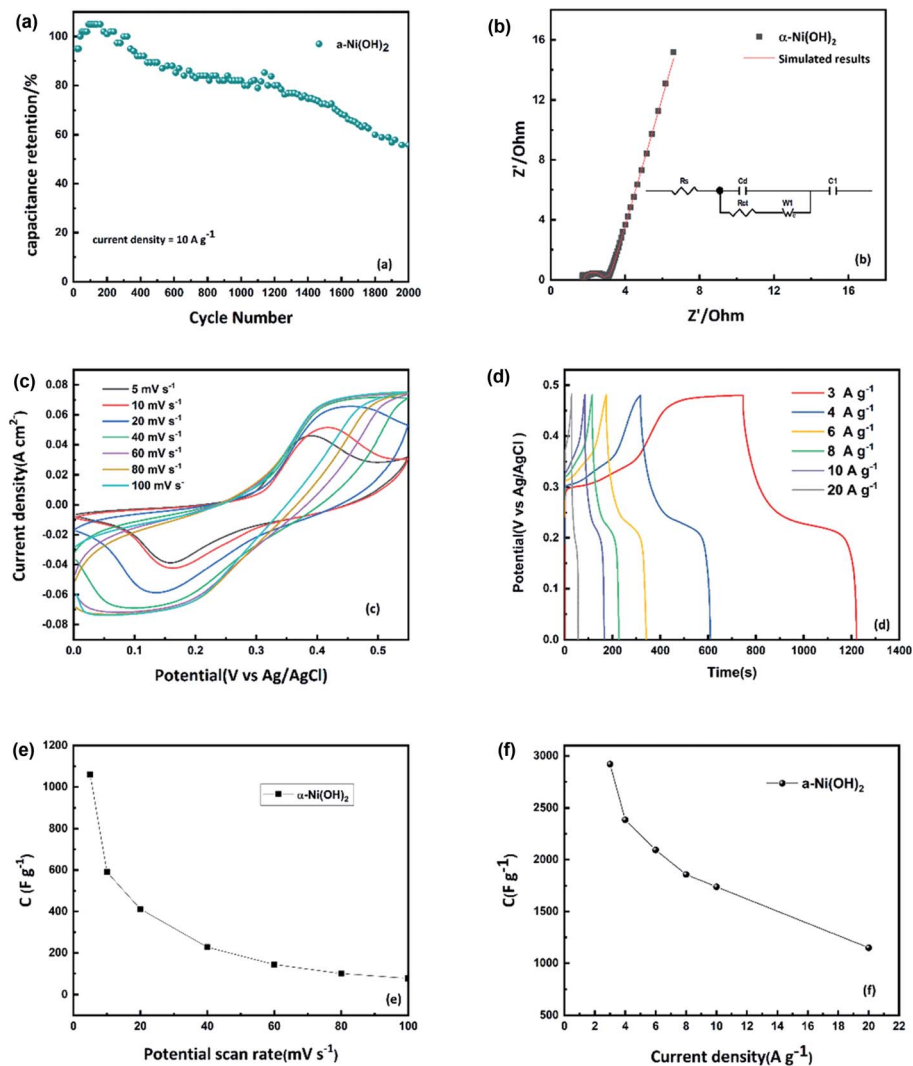 (a)
100
80
60
40
20
0
capacitance retention/%
a-Ni(OH)2
current density = 10 A g-1
(a)
0 200 400 600 800 1000 1200 1400 1600 1800 2000
Cycle Number
(b)
16
12
8
4
0
Z'/Ohm
α-Ni(OH)2
Simulated results
Rs
Cd
C1
Rct
W1
(b)
4 8 12 16
Z'/Ohm
(c)
0.08
0.06
0.04
0.02
0.00
-0.02
-0.04
-0.06
-0.08
Current density(A cm2)
5 mV s-1
10 mV s-1
20 mV s-1
40 mV s-1
60 mV s-1
80 mV s-1
100 mV s-
(c)
0.0 0.1 0.2 0.3 0.4 0.5
Potential(V vs Ag/AgCl)
(d)
0.5
0.4
0.3
0.2
0.1
0.0
Potential(V vs Ag/AgCl)
3 A g-1
4 A g-1
6 A g-1
8 A g-1
10 A g-1
20 A g-1
(d)
0 200 400 600 800 1000 1200 1400
Time(s)
(e)
1200
1000
800
600
400
200
0
C (F g-1)
α-Ni(OH)2
(e)
0 20 40 60 80 100
Potential scan rate(mV s-1)
(f)
3000
2500
2000
1750
1000
500
C(F g-1)
a-Ni(OH)2
(f)
0 2 4 6 8 10 12 14 16 18 20 22
Current density(A g-1)